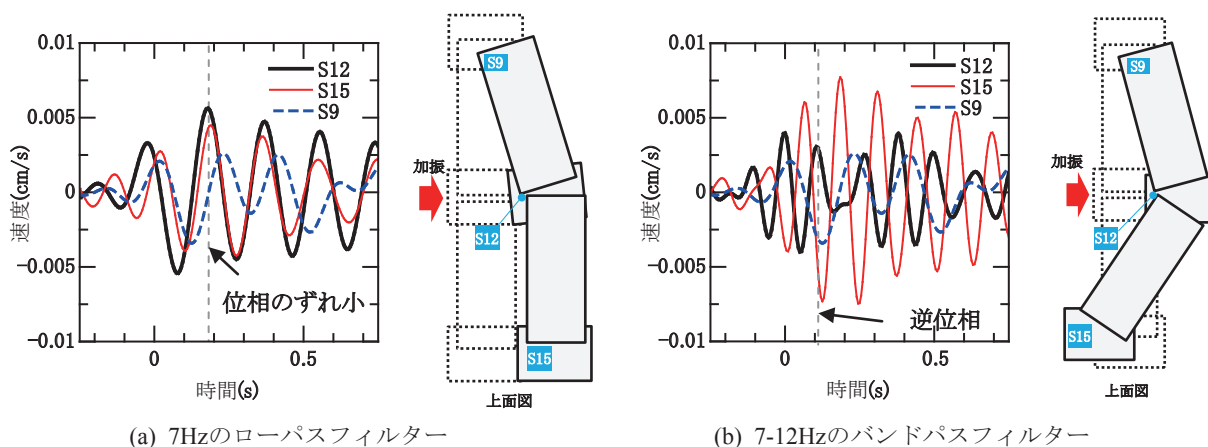 0.01
0.005
0
−0.005
−0.01
速度(cm/s)
S12
S15
S9
位相のずれ小
0
0.5
時間(s)
加振
S9
S12
S15
上面図
(a) 7Hzのローパスフィルター
0.01
0.005
0
−0.005
−0.01
速度(cm/s)
S12
S15
S9
逆位相
0
0.5
時間(s)
加振
S9
S12
S15
上面図
(b) 7-12Hzのバンドパスフィルター